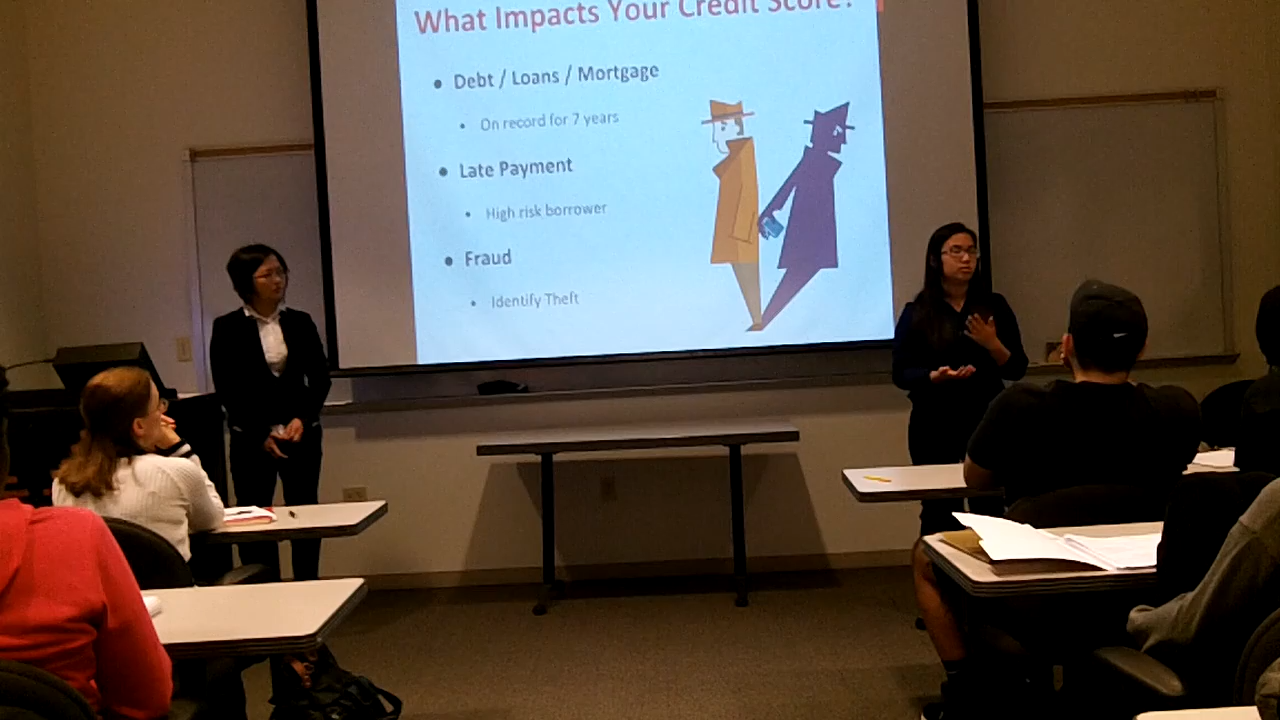 What Impacts Your Credit Score?
● Debt / Loans / Mortgage
• On record for 7 years
● Late Payment
• High risk borrower
● Fraud
• Identify Theft